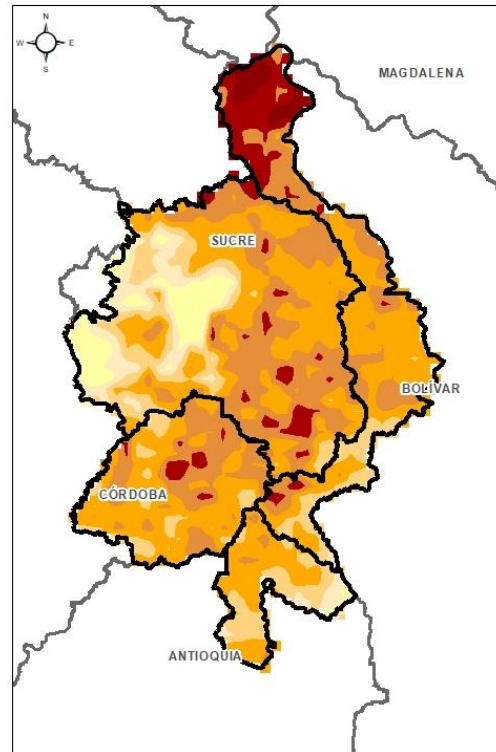 N
W E
S
MAGDALENA
SUCRE
BOLÍVAR
CÓRDOBA
ANTIOQUIA